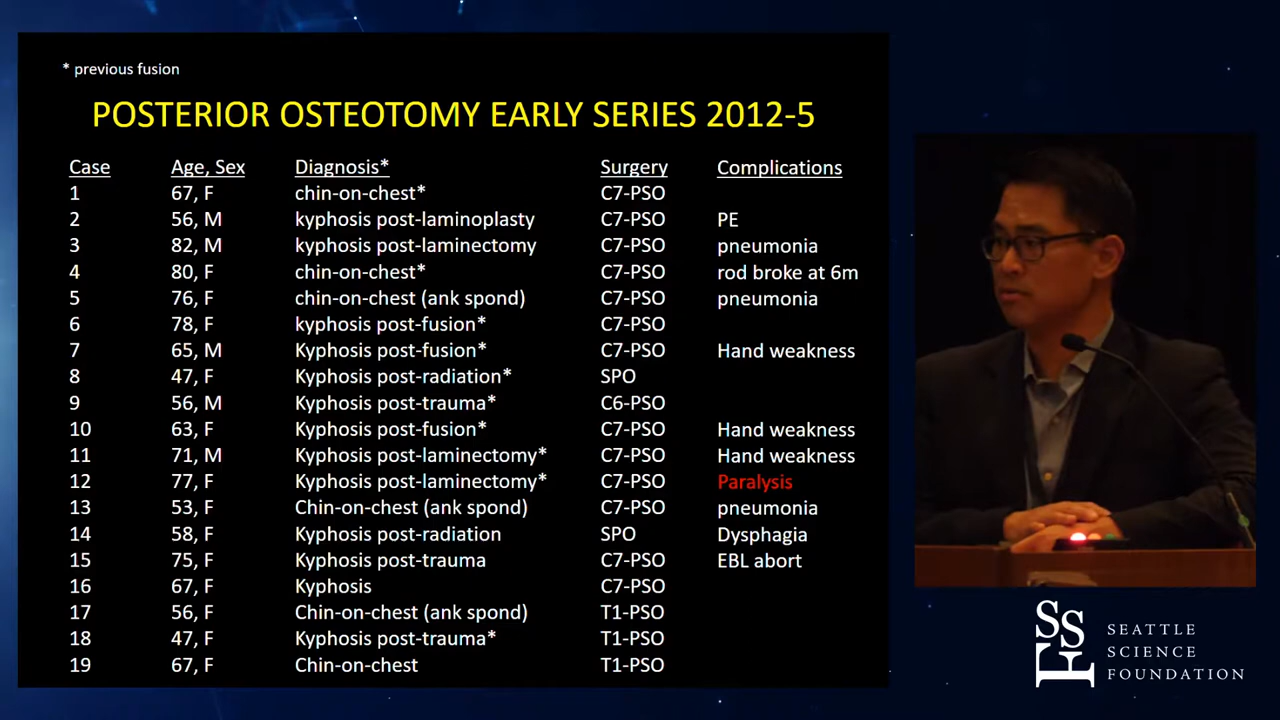 * previous fusion
POSTERIOR OSTEOTOMY EARLY SERIES 2012-5
Case Age, Sex Diagnosis* Surgery Complications
1 67, F chin-on-chest* C7-PSO
2 56, M kyphosis post-laminoplasty C7-PSO PE
3 82, M kyphosis post-laminectomy C7-PSO pneumonia
4 80, F chin-on-chest* C7-PSO rod broke at 6m
5 76, F chin-on-chest (ank spond) C7-PSO pneumonia
6 78, F kyphosis post-fusion* C7-PSO
7 65, M Kyphosis post-fusion* C7-PSO Hand weakness
8 47, F Kyphosis post-radiation* SPO
9 56, M Kyphosis post-trauma* C6-PSO
10 63, F Kyphosis post-fusion* C7-PSO Hand weakness
11 71, M Kyphosis post-laminectomy* C7-PSO Hand weakness
12 77, F Kyphosis post-laminectomy* C7-PSO Paralysis
13 53, F Chin-on-chest (ank spond) C7-PSO pneumonia
14 58, F Kyphosis post-radiation SPO Dysphagia
15 75, F Kyphosis post-trauma C7-PSO EBL abort
16 67, F Kyphosis C7-PSO
17 56, F Chin-on-chest (ank spond) T1-PSO
18 47, F Kyphosis post-trauma* T1-PSO
19 67, F Chin-on-chest T1-PSO
SSF
SEATTLE
SCIENCE
FOUNDATION